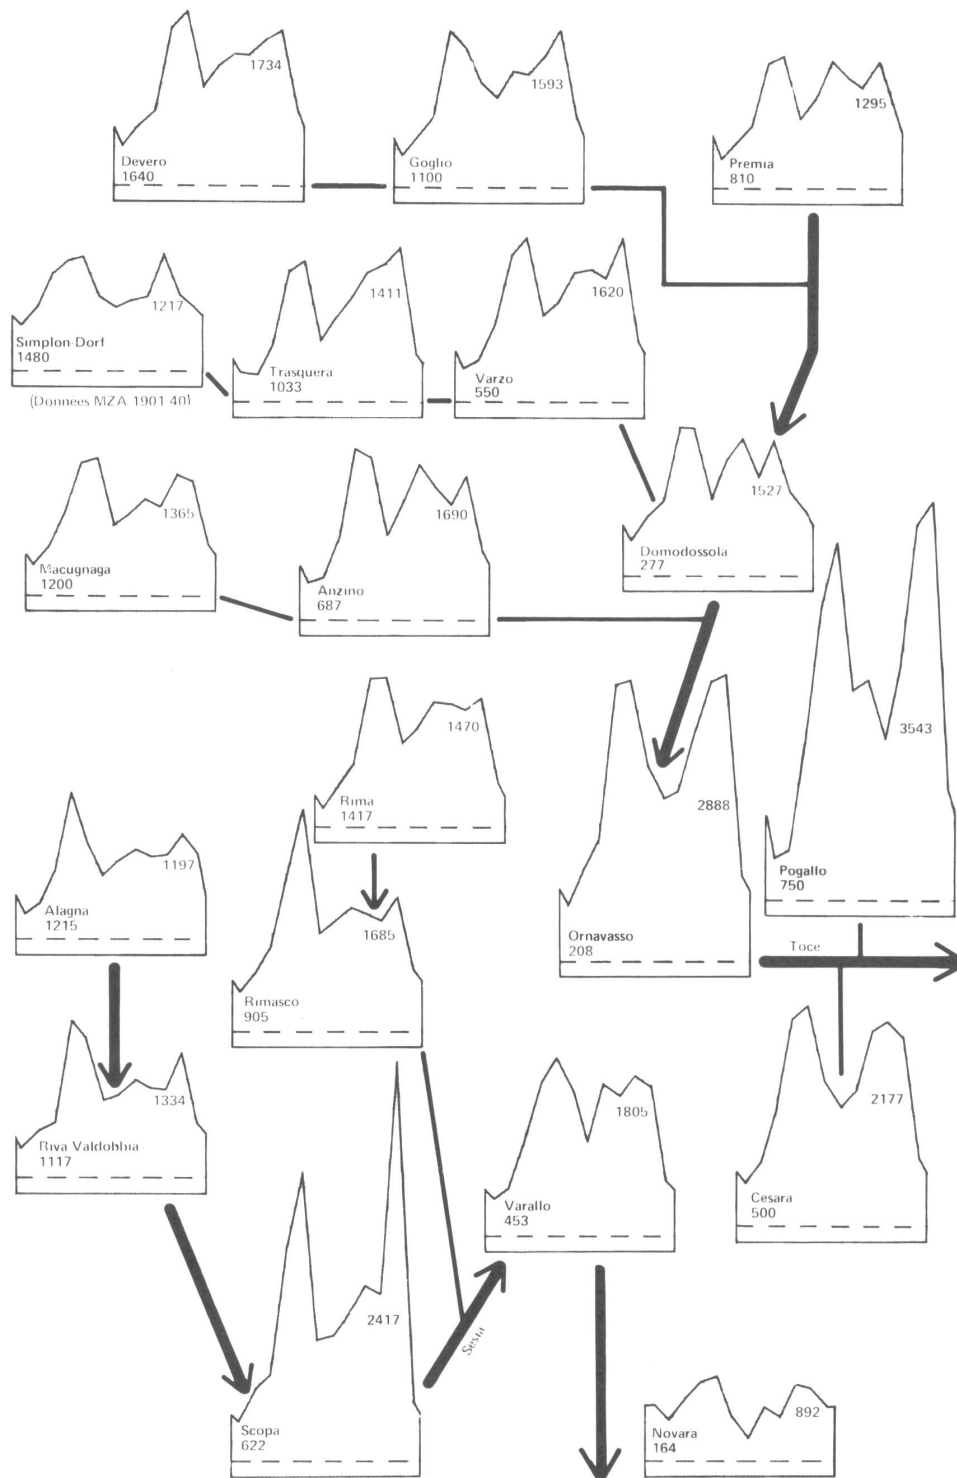 1734
Devero
1640
1593
Goglio
1100
1295
Premia
810
1217
Simplon-Dorf
1480
(Donnees MZA 1901 40)
1411
Trasquera
1033
1620
Varzo
550
1365
Macugnaga
1200
1690
Anzino
687
1527
Domodossola
277
3543
Pogallo
750
1470
Rima
1417
2888
Ornavasso
208
Toce
1197
Alagna
1215
1685
Rimasco
905
1334
Riva Valdobbia
1117
1805
Varallo
453
2177
Cesara
500
2417
Scopa
622
Sesia
892
Novara
164